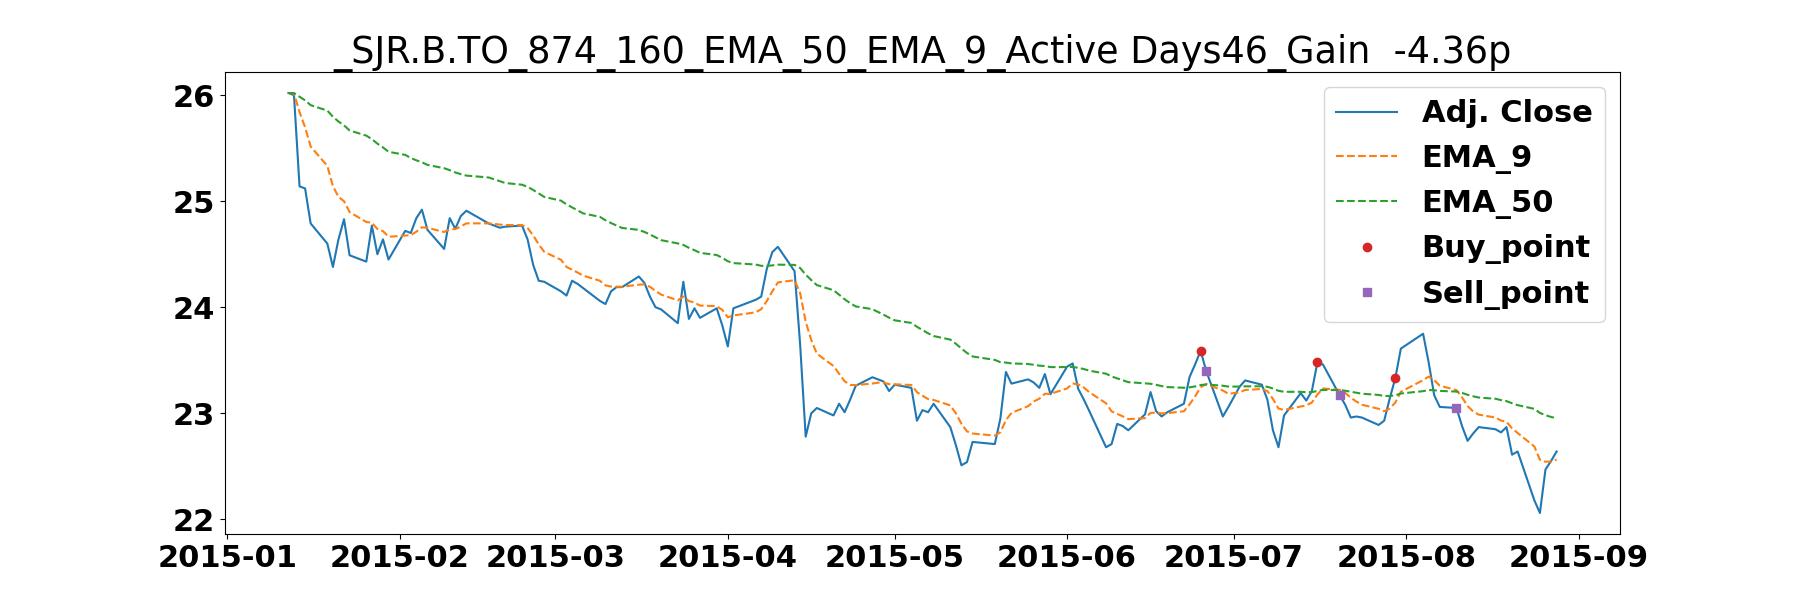 _SJR.B.TO_874_160_EMA_50_EMA_9_Active Days46_Gain  -4.36p
26
25
24
23
22
Adj. Close
EMA_9
EMA_50
Buy_point
Sell_point
2015-01 2015-02 2015-03 2015-04 2015-05 2015-06 2015-07 2015-08 2015-09